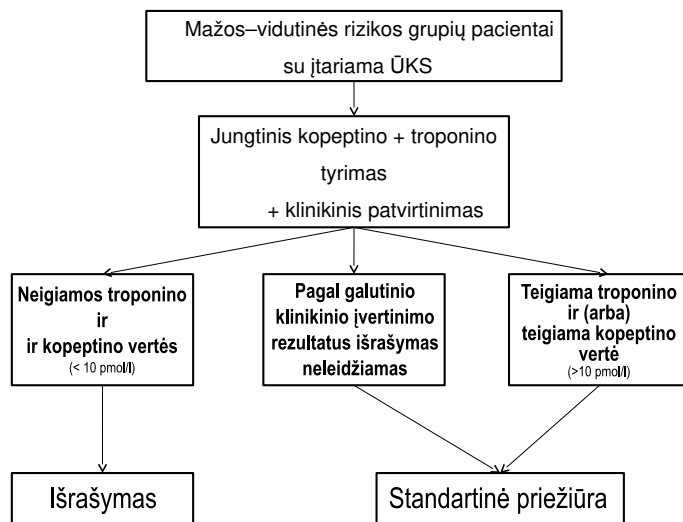 Mažos–vidutinės rizikos grupių pacientai
su įtariama ŪKS
Jungtinis kopeptino + troponino
tyrimas
+ klinikinis patvirtinimas
Neigiamos troponino
ir
ir kopeptino vertės
(< 10 pmol/l)
Pagal galutinio
klinikinio įvertinimo
rezultatus išrašymas
neleidžiamas
Teigiama troponino
ir (arba)
teigiama kopeptino
vertė
(>10 pmol/l)
Išrašymas
Standartinė priežiūra